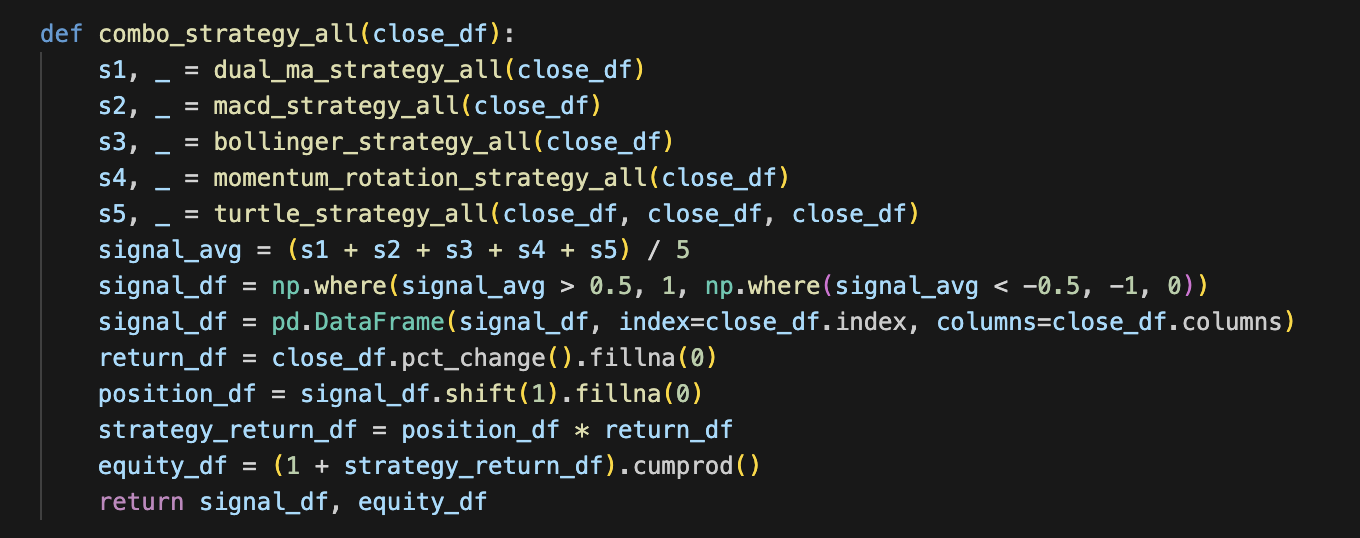 def combo_strategy_all(close_df):
    s1, _ = dual_ma_strategy_all(close_df)
    s2, _ = macd_strategy_all(close_df)
    s3, _ = bollinger_strategy_all(close_df)
    s4, _ = momentum_rotation_strategy_all(close_df)
    s5, _ = turtle_strategy_all(close_df, close_df, close_df)
    signal_avg = (s1 + s2 + s3 + s4 + s5) / 5
    signal_df = np.where(signal_avg > 0.5, 1, np.where(signal_avg < -0.5, -1, 0))
    signal_df = pd.DataFrame(signal_df, index=close_df.index, columns=close_df.columns)
    return_df = close_df.pct_change().fillna(0)
    position_df = signal_df.shift(1).fillna(0)
    strategy_return_df = position_df * return_df
    equity_df = (1 + strategy_return_df).cumprod()
    return signal_df, equity_df